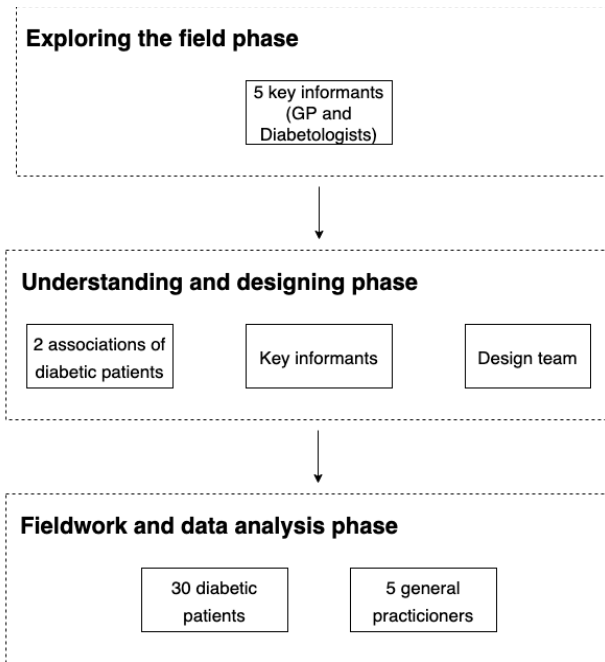 Exploring the field phase
5 key informants
(GP and
Diabetologists)
Understanding and designing phase
2 associations of
diabetic patients
Key informants
Design team
Fieldwork and data analysis phase
30 diabetic
patients
5 general
practicioners